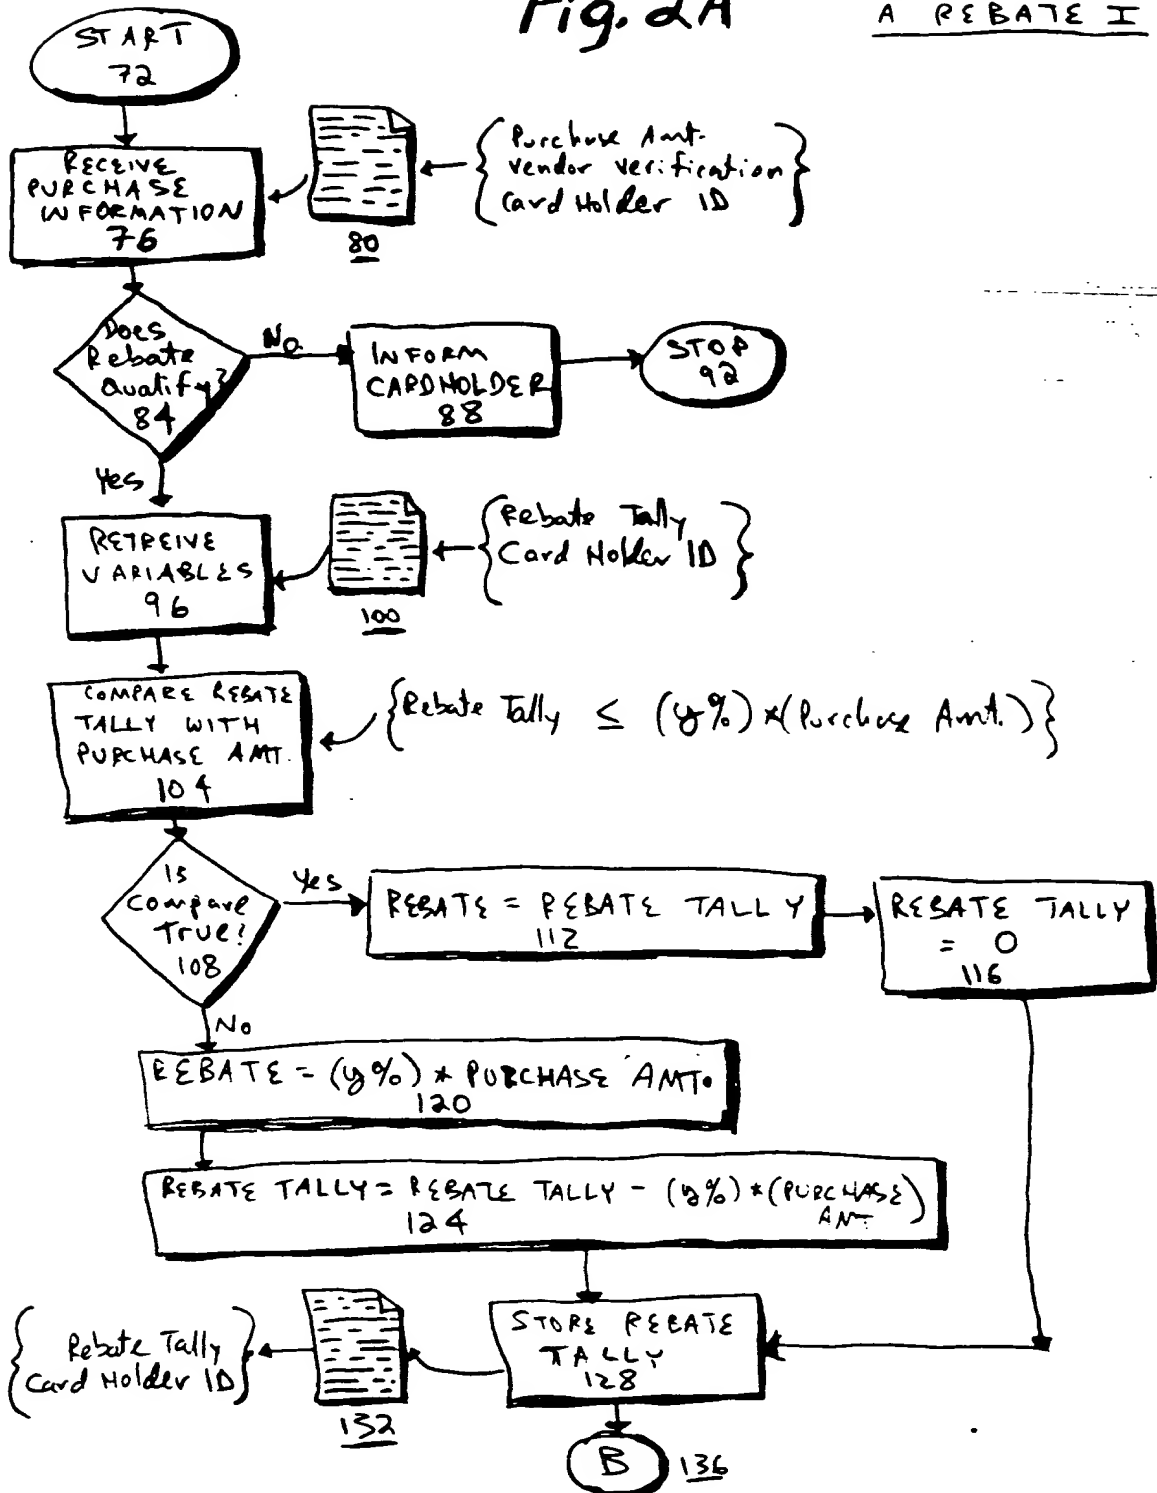 Fig. 2A
A REBATE I
START
72
RECEIVE
PURCHASE
INFORMATION
76
80
Purchase Amt.
vendor verification
Card Holder ID
Does
Rebate
Qualify?
84
No
INFORM
CARDHOLDER
88
STOP
92
Yes
RETREIVE
VARIABLES
96
100
Rebate Tally
Card Holder ID
COMPARE REBATE
TALLY WITH
PURCHASE AMT.
104
{Rebate Tally ≤ (y%) *(Purchase Amt.)}
Is
Compare
True?
108
Yes
REBATE = REBATE TALLY
112
REBATE TALLY
= 0
116
No
REBATE = (y%) * PURCHASE AMT.
120
REBATE TALLY = REBATE TALLY - (y%) * (PURCHASE
AMT)
124
STORE REBATE
TALLY
128
Rebate Tally
Card Holder ID
132
B
136